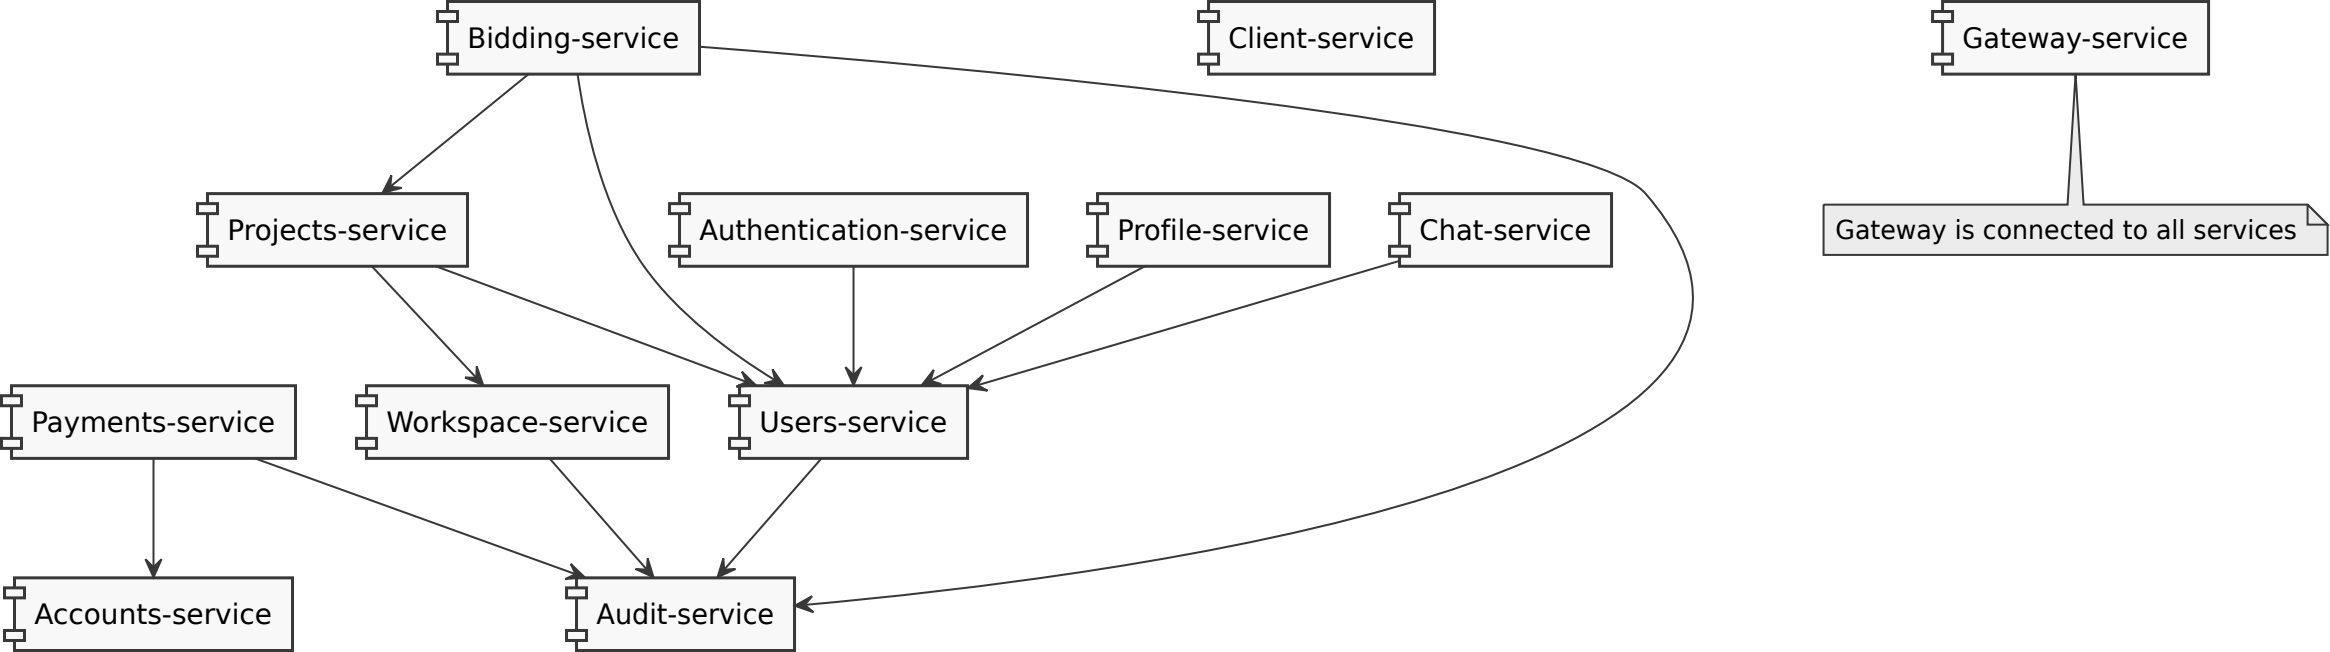 Bidding-service
Client-service
Gateway-service
Projects-service
Authentication-service
Profile-service
Chat-service
Gateway is connected to all services
Payments-service
Workspace-service
Users-service
Accounts-service
Audit-service